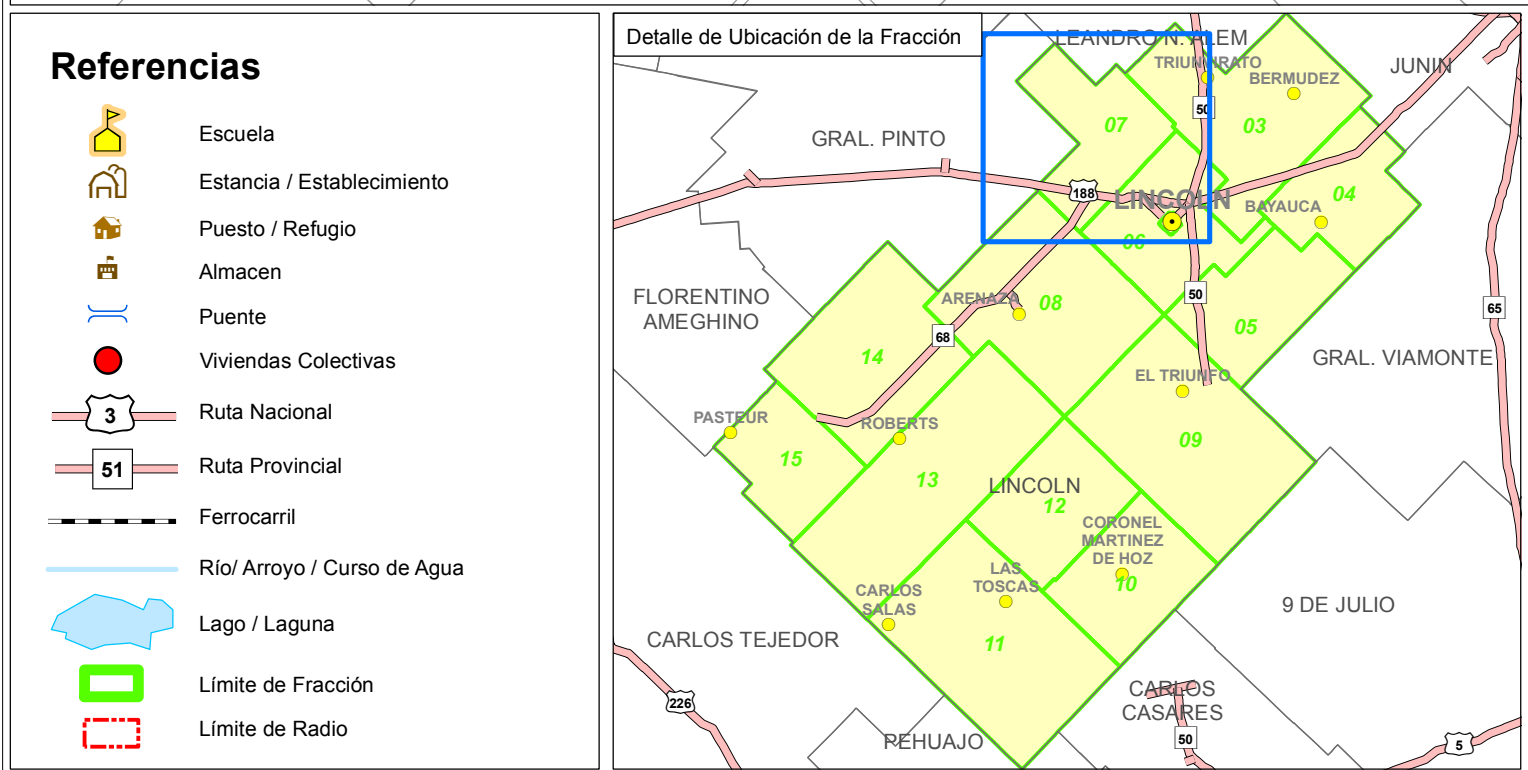 Referencias
Escuela
Estancia / Establecimiento
Puesto / Refugio
Almacen
Puente
Viviendas Colectivas
3
Ruta Nacional
51
Ruta Provincial
Ferrocarril
Río/ Arroyo / Curso de Agua
Lago / Laguna
Límite de Fracción
Límite de Radio
Detalle de Ubicación de la Fracción
LEANDRO N. ALEM
TRIUNVIRATO
JUNIN
BERMUDEZ
50
07
03
GRAL. PINTO
188
LINCOLN
04
BAYAUCA
06
FLORENTINO
AMEGHINO
ARENAZA
08
50
65
05
68
14
GRAL. VIAMONTE
EL TRIUNFO
PASTEUR
ROBERTS
09
15
13
LINCOLN
12
CORONEL
MARTINEZ
DE HOZ
10
LAS
TOSCAS
CARLOS
SALAS
9 DE JULIO
CARLOS TEJEDOR
11
226
CARLOS
CASARES
PEHUAJO
50
5